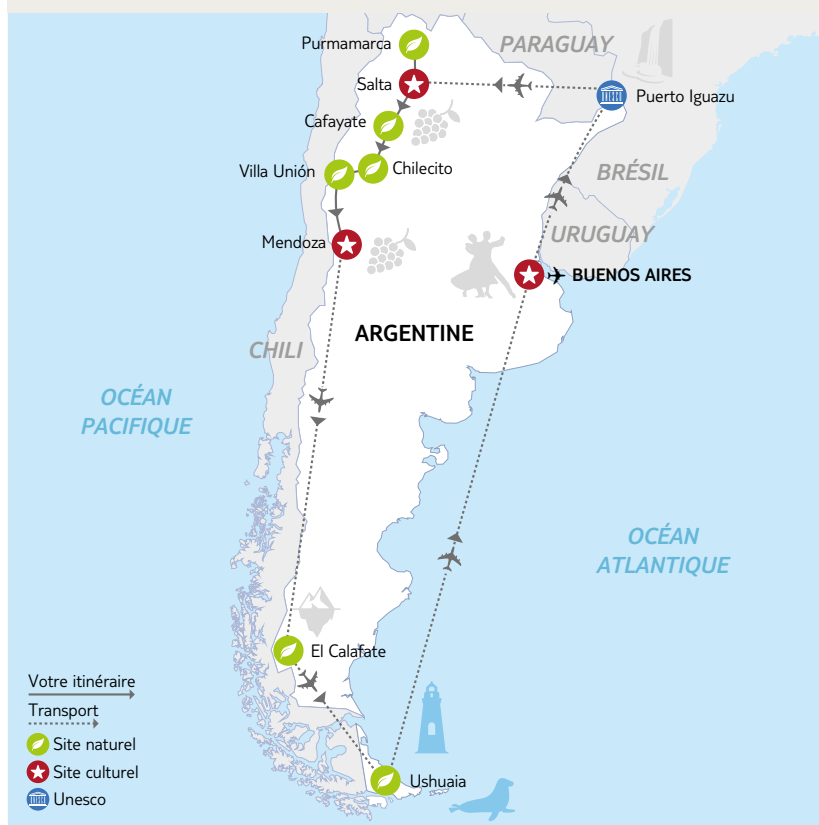 Purmamarca
PARAGUAY
Salta
Puerto Iguazu
Cafayate
Villa Unión
Chilecito
BRÉSIL
Mendoza
URUGUAY
BUENOS AIRES
ARGENTINE
CHILI
OCÉAN
PACIFIQUE
OCÉAN
ATLANTIQUE
El Calafate
Votre itinéraire
Transport
Site naturel
Site culturel
Unesco
Ushuaia